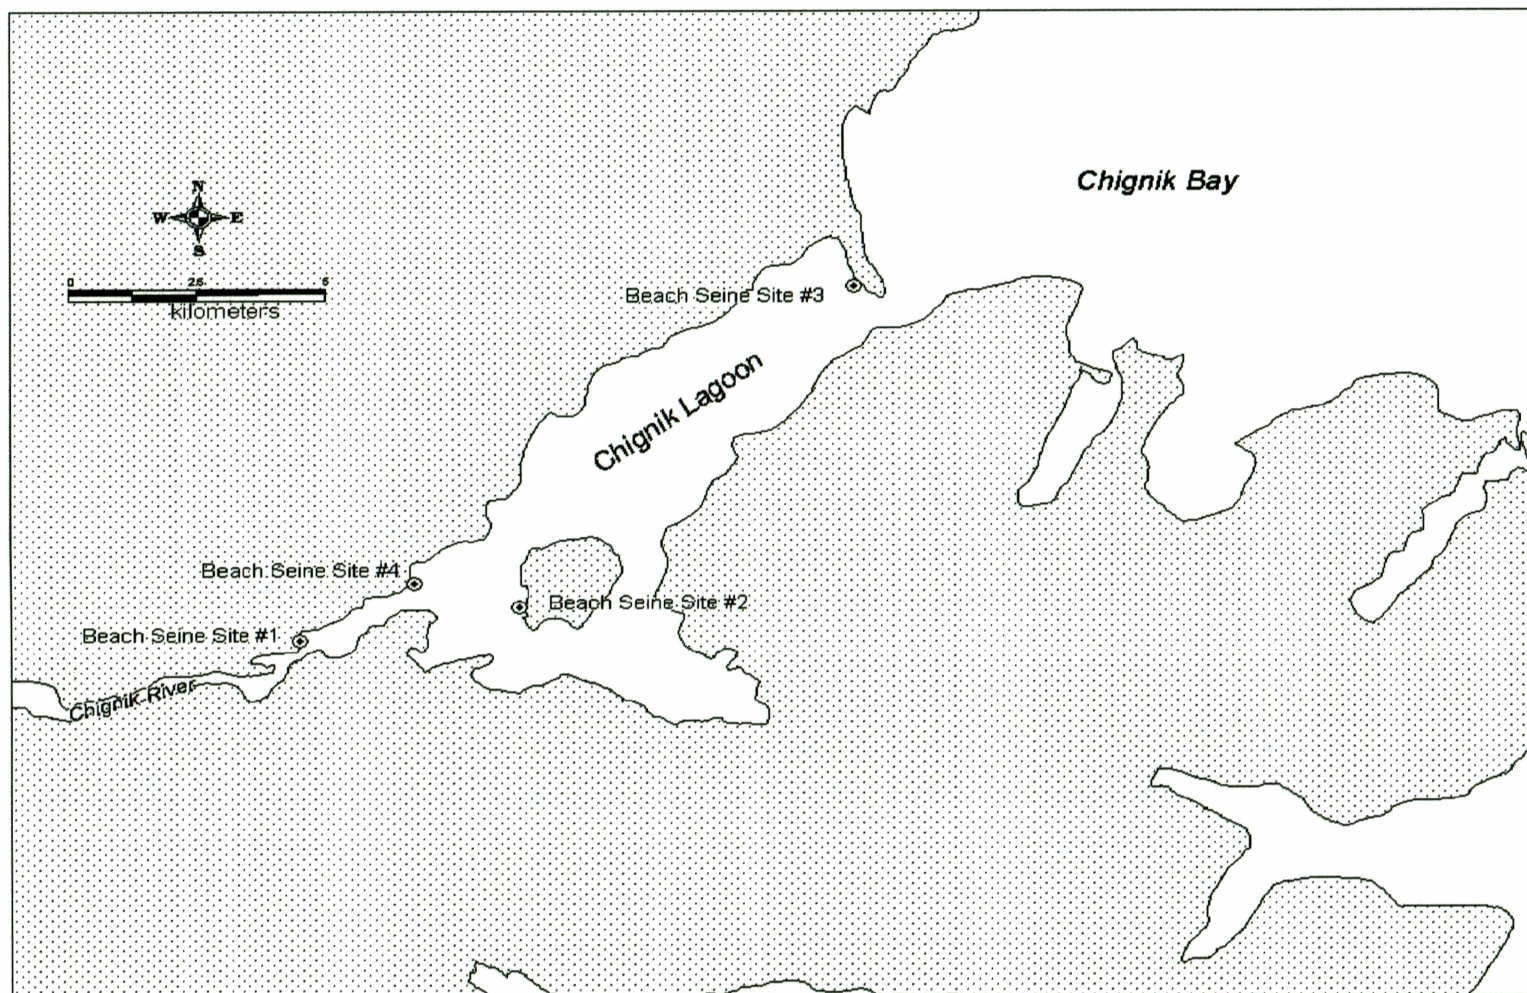 Chignik Bay
N
W E
S
0 2.5 5
kilometers
Beach Seine Site #3
Chignik Lagoon
Beach Seine Site #4
Beach Seine Site #2
Beach Seine Site #1
Chignik River